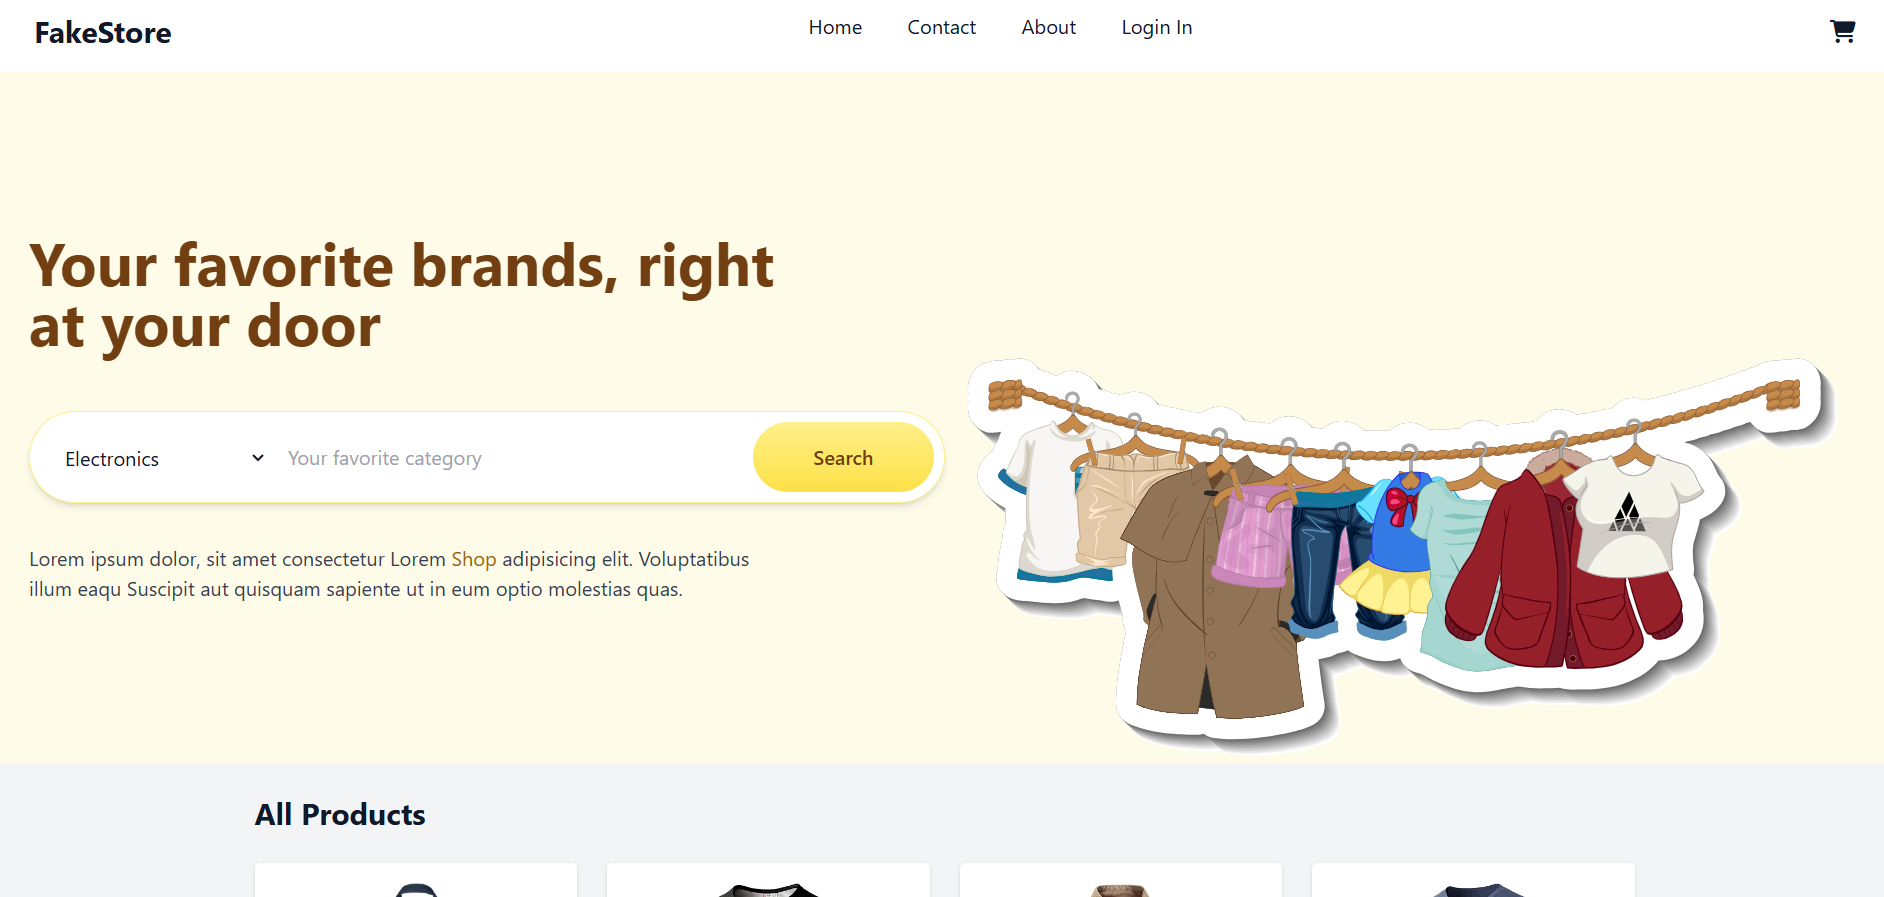 FakeStore
Home
Contact
About
Login In
Your favorite brands, right
at your door
Electronics
Your favorite category
Search
Lorem ipsum dolor, sit amet consectetur Lorem Shop adipisicing elit. Voluptatibus
illum eaqu Suscipit aut quisquam sapiente ut in eum optio molestias quas.
All Products